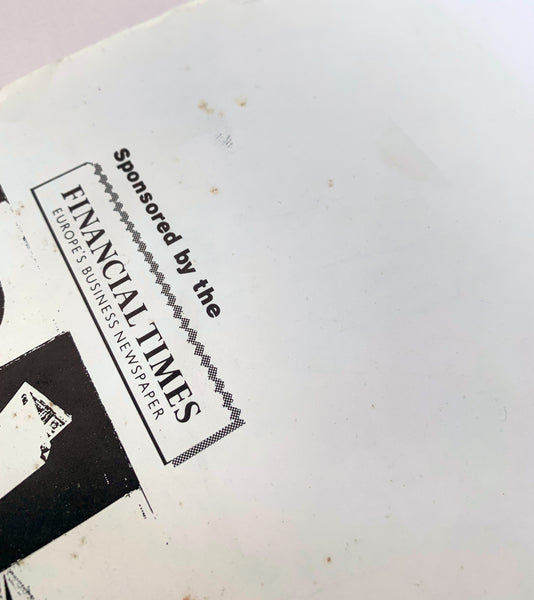 Sponsored by the
FINANCIAL TIMES
EUROPE'S BUSINESS NEWSPAPER